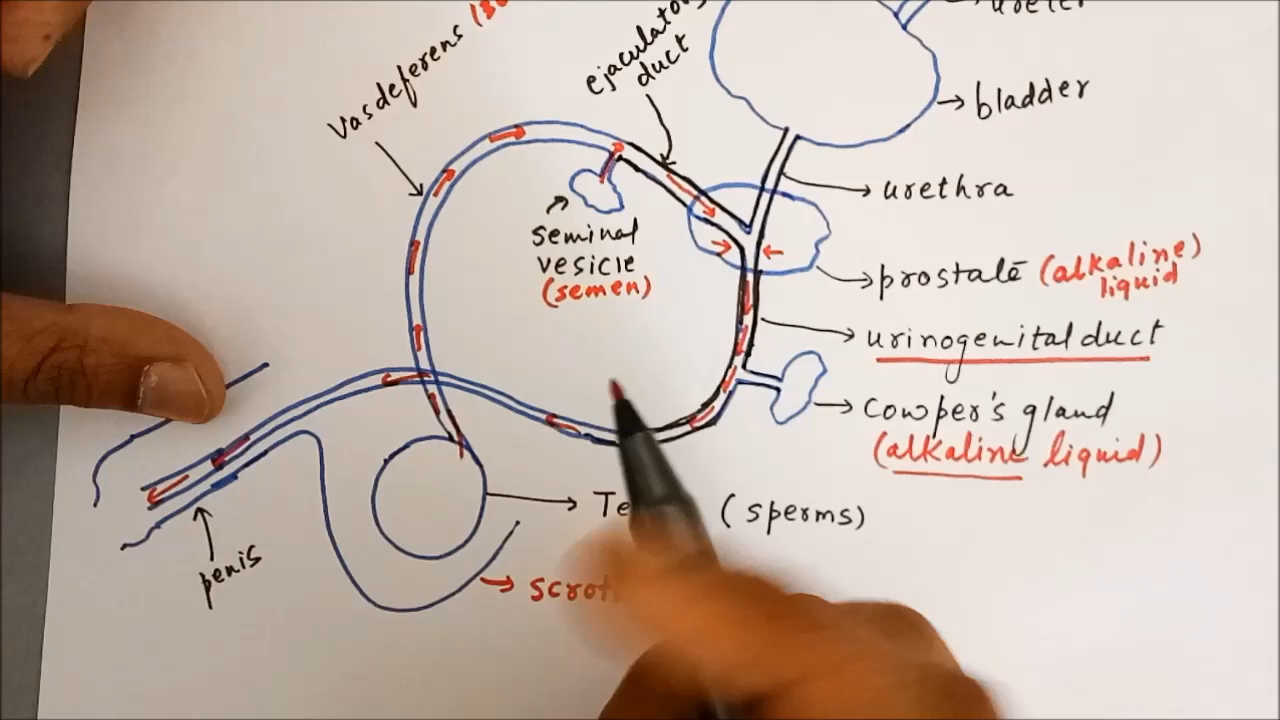 ureter
vasdeferens
ejaculatory
duct
bladder
urethra
seminal
vesicle
(semen)
prostate (alkaline)
liquid
urinogenital duct
Cowper's gland
(alkaline liquid)
(sperms)
penis